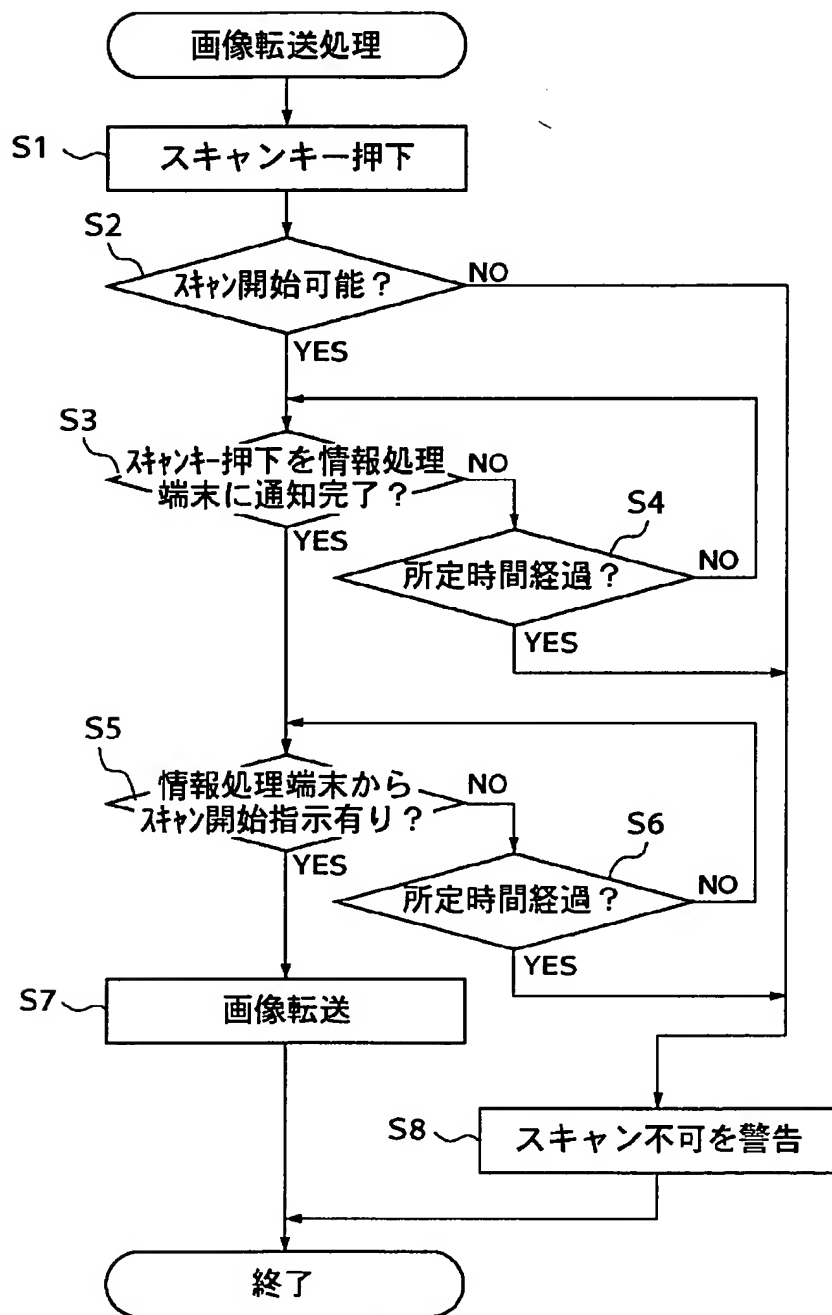 画像転送処理
S1
スキャンキー押下
S2
スキャン開始可能?
NO
YES
S3
スキャンキー押下を情報処理
端末に通知完了?
NO
YES
S4
所定時間経過?
NO
YES
S5
情報処理端末から
スキャン開始指示有り?
NO
YES
S6
所定時間経過?
NO
YES
S7
画像転送
S8
スキャン不可を警告
終了